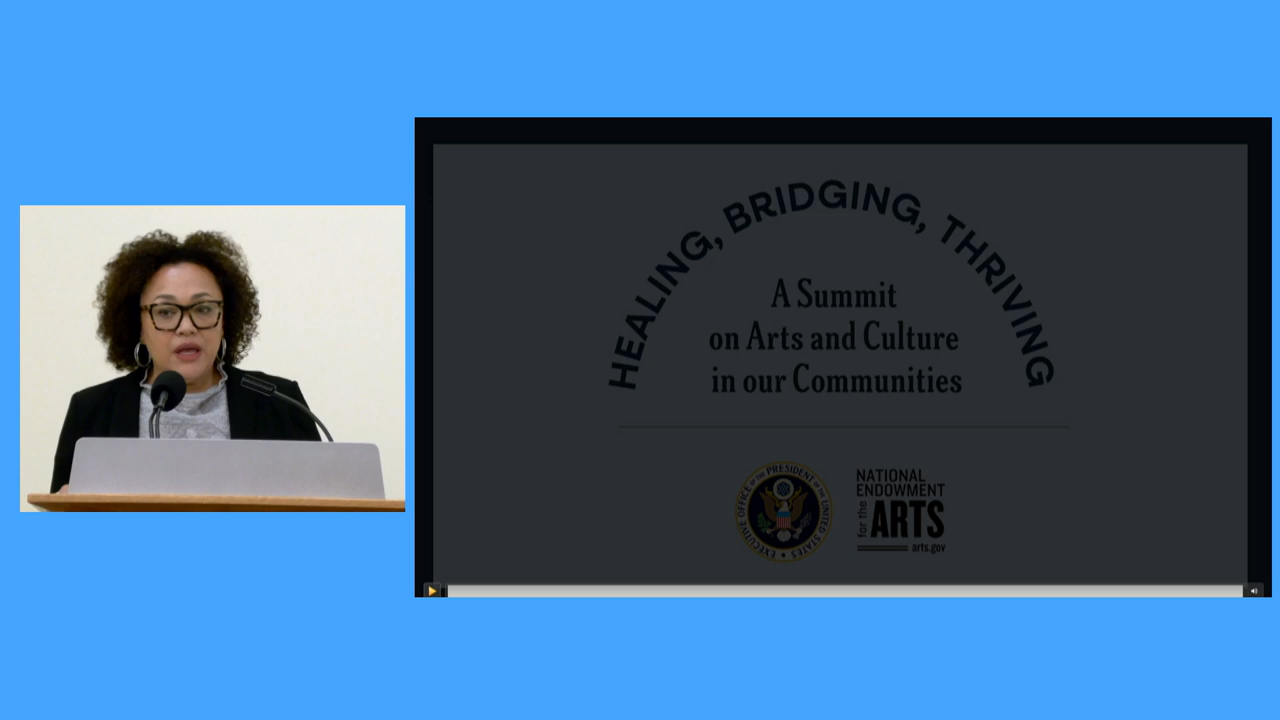 HEALING, BRIDGING, THRIVING
A Summit
on Arts and Culture
in our Communities
EXECUTIVE OFFICE OF THE PRESIDENT OF THE UNITED STATES
NATIONAL
ENDOWMENT
for the ARTS
arts.gov